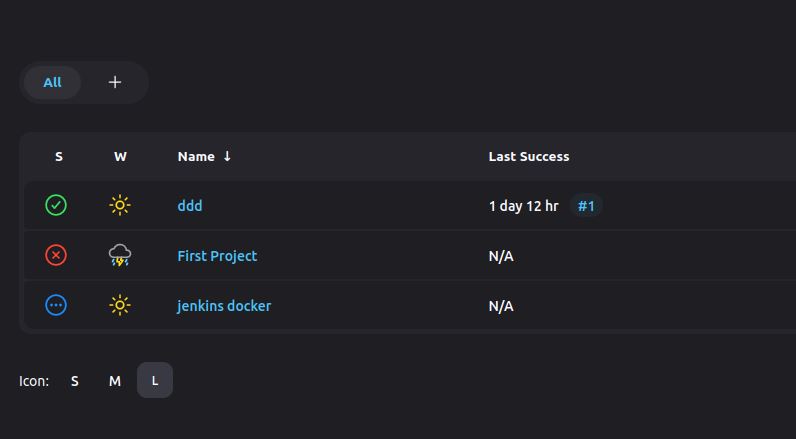 All +
S W Name ↓ Last Success
ddd 1 day 12 hr #1
First Project N/A
jenkins docker N/A
Icon: S M L